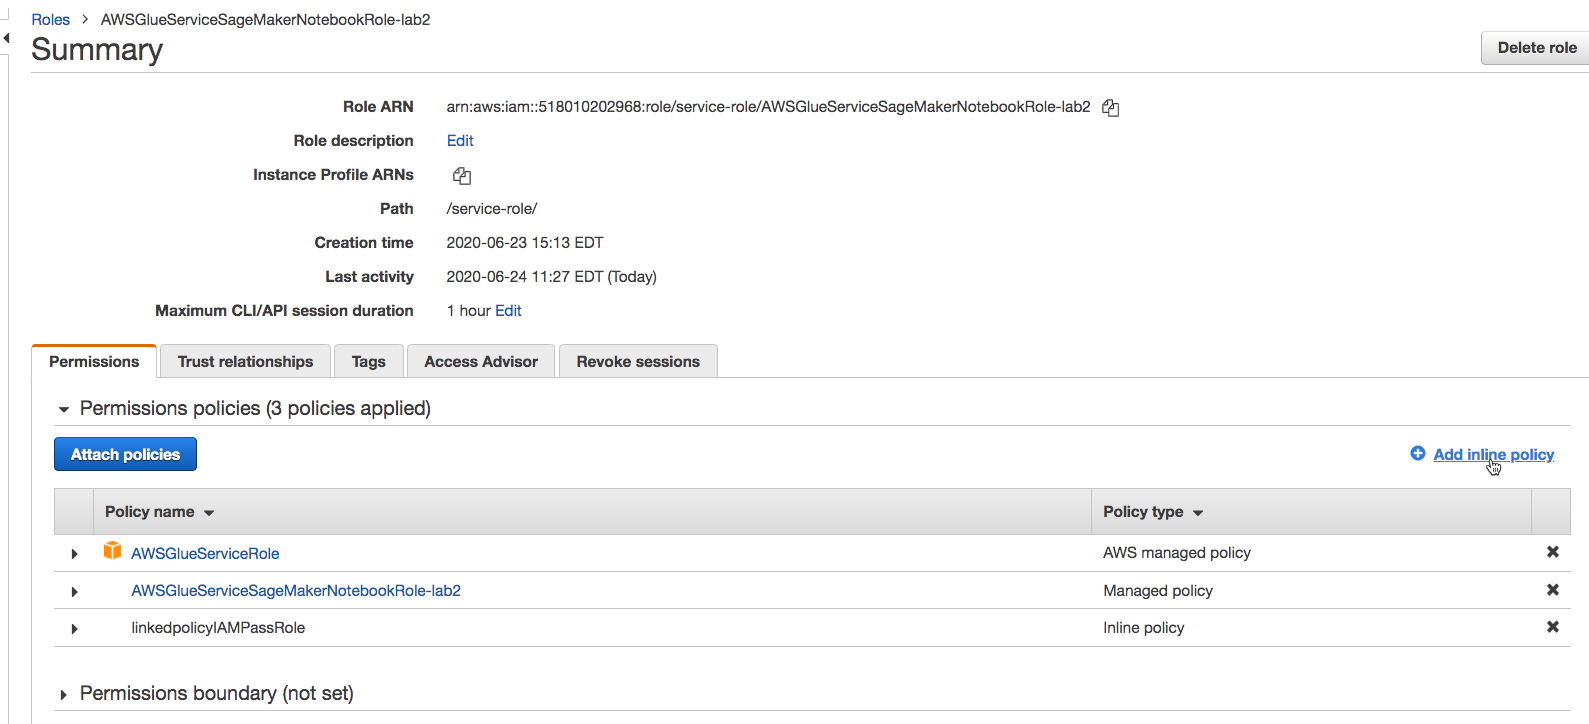 Roles > AWSGlueServiceSageMakerNotebookRole-lab2
Summary
Delete role
Role ARN arn:aws:iam::518010202968:role/service-role/AWSGlueServiceSageMakerNotebookRole-lab2
Role description Edit
Instance Profile ARNs
Path /service-role/
Creation time 2020-06-23 15:13 EDT
Last activity 2020-06-24 11:27 EDT (Today)
Maximum CLI/API session duration 1 hour Edit
Permissions Trust relationships Tags Access Advisor Revoke sessions
Permissions policies (3 policies applied)
Attach policies Add inline policy
Policy name Policy type
AWSGlueServiceRole AWS managed policy
AWSGlueServiceSageMakerNotebookRole-lab2 Managed policy
linkedpolicyIAMPassRole Inline policy
Permissions boundary (not set)